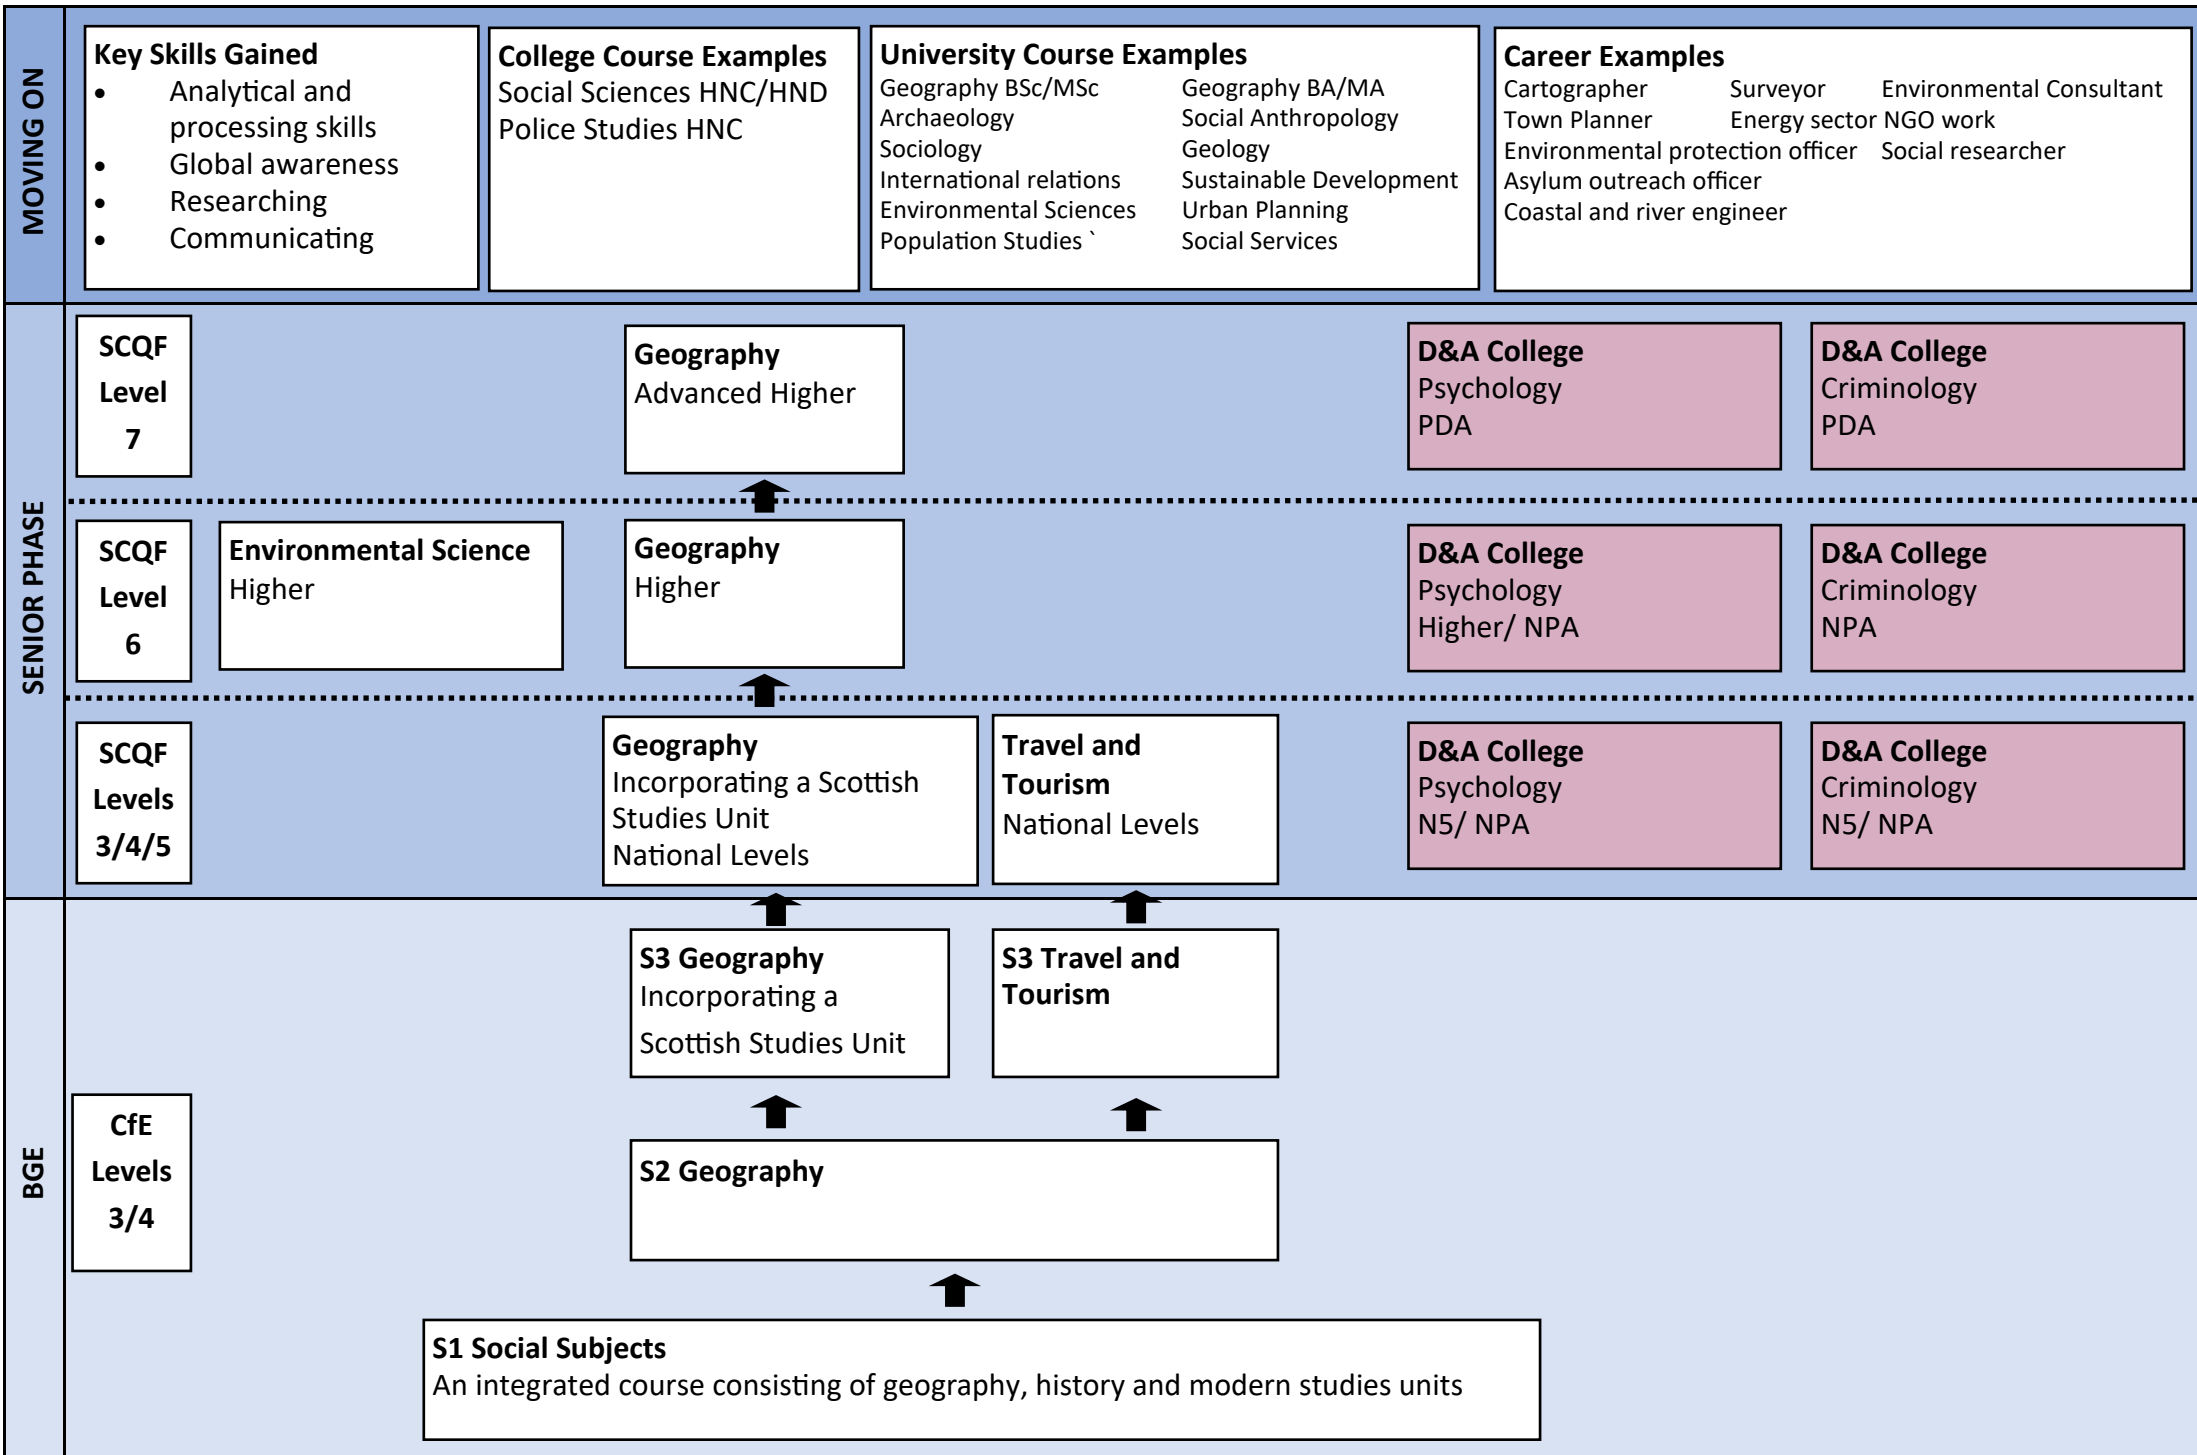 MOVING ON
Key Skills Gained
• Analytical and
processing skills
• Global awareness
• Researching
• Communicating
College Course Examples
Social Sciences HNC/HND
Police Studies HNC
University Course Examples
Geography BSc/MSc Geography BA/MA
Archaeology Social Anthropology
Sociology Geology
International relations Sustainable Development
Environmental Sciences Urban Planning
Population Studies ` Social Services
Career Examples
Cartographer Surveyor Environmental Consultant
Town Planner Energy sector NGO work
Environmental protection officer Social researcher
Asylum outreach officer
Coastal and river engineer
SENIOR PHASE
SCQF
Level
7
Geography
Advanced Higher
D&A College
Psychology
PDA
D&A College
Criminology
PDA
SCQF
Level
6
Environmental Science
Higher
Geography
Higher
D&A College
Psychology
Higher/ NPA
D&A College
Criminology
NPA
SCQF
Levels
3/4/5
Geography
Incorporating a Scottish
Studies Unit
National Levels
Travel and
Tourism
National Levels
D&A College
Psychology
N5/ NPA
D&A College
Criminology
N5/ NPA
BGE
CfE
Levels
3/4
S3 Geography
Incorporating a
Scottish Studies Unit
S3 Travel and
Tourism
S2 Geography
S1 Social Subjects
An integrated course consisting of geography, history and modern studies units